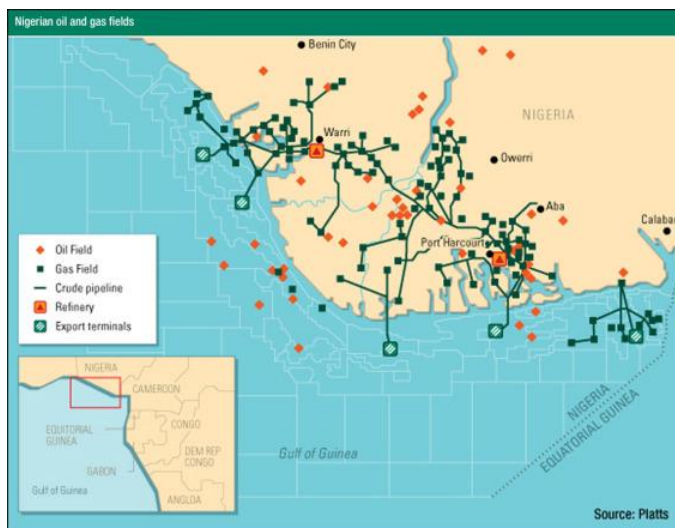 Nigerian oil and gas fields
Benin City
NIGERIA
Warri
Owerri
Aba
Calabar
Port Harcourt
Oil Field
Gas Field
Crude pipeline
Refinery
Export terminals
NIGERIA
CAMEROON
EQUITORIAL
GUINEA
CONGO
DEM REP
CONGO
GABON
Gulf of Guinea
ANGLOA
Gulf of Guinea
NIGERIA
EQUATORIAL GUINEA
Source: Platts